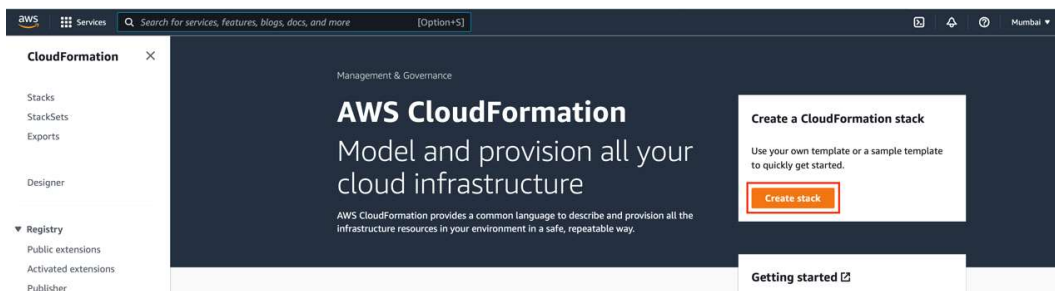 aws
Services
Search for services, features, blogs, docs, and more
[Option+S]
Mumbai
CloudFormation
Stacks
StackSets
Exports
Designer
Registry
Public extensions
Activated extensions
Publisher
Management & Governance
AWS CloudFormation
Model and provision all your
cloud infrastructure
AWS CloudFormation provides a common language to describe and provision all the
infrastructure resources in your environment in a safe, repeatable way.
Create a CloudFormation stack
Use your own template or a sample template
to quickly get started.
Create stack
Getting started